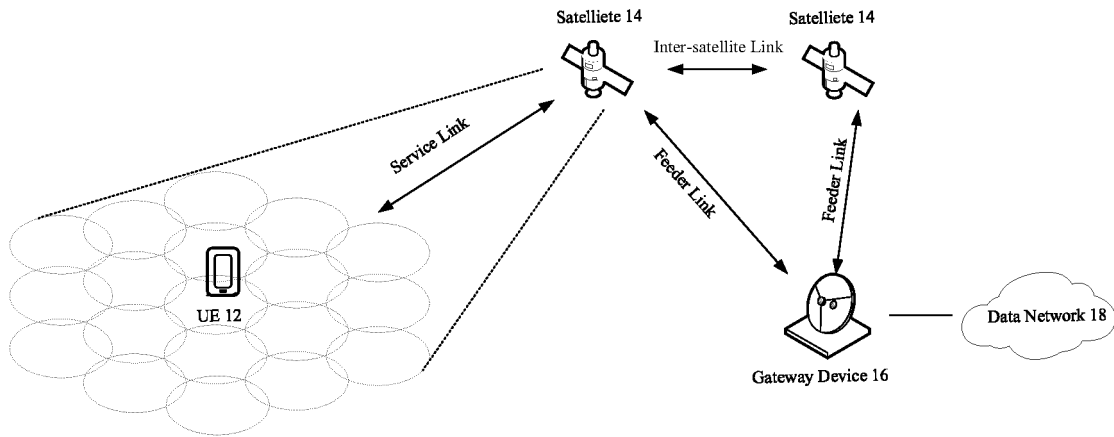 Satelliete 14
Satelliete 14
Inter-satellite Link
Service Link
Feeder Link
Feeder Link
UE 12
Data Network 18
Gateway Device 16